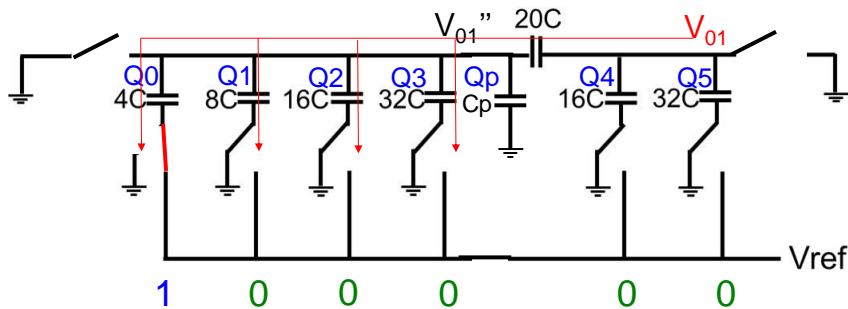 V01" 20C V01
Q0 Q1 Q2 Q3 Qp Q4 Q5
4C 8C 16C 32C Cp 16C 32C
Vref
1 0 0 0 0 0